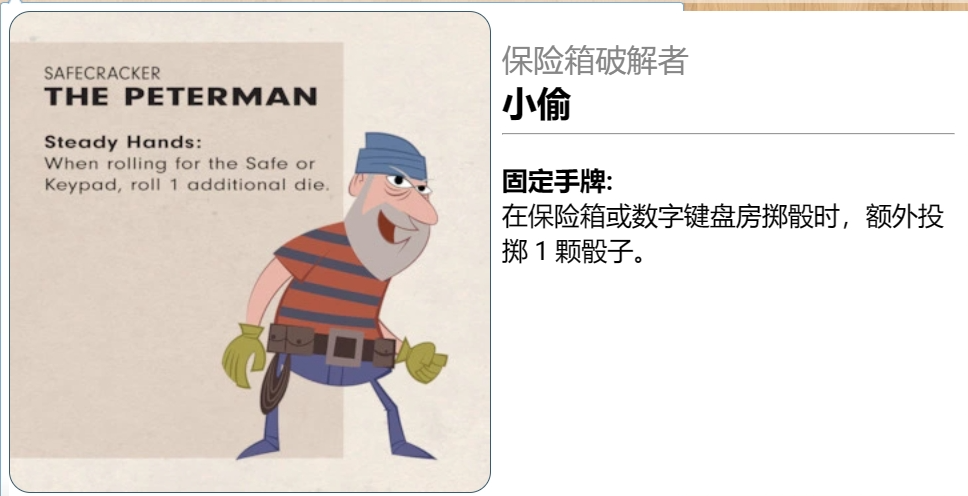 SAFECRACKER
THE PETERMAN
Steady Hands:
When rolling for the Safe or
Keypad, roll 1 additional die.
保险箱破解者
小偷
固定手牌:
在保险箱或数字键盘房掷骰时，额外投
掷 1 颗骰子。